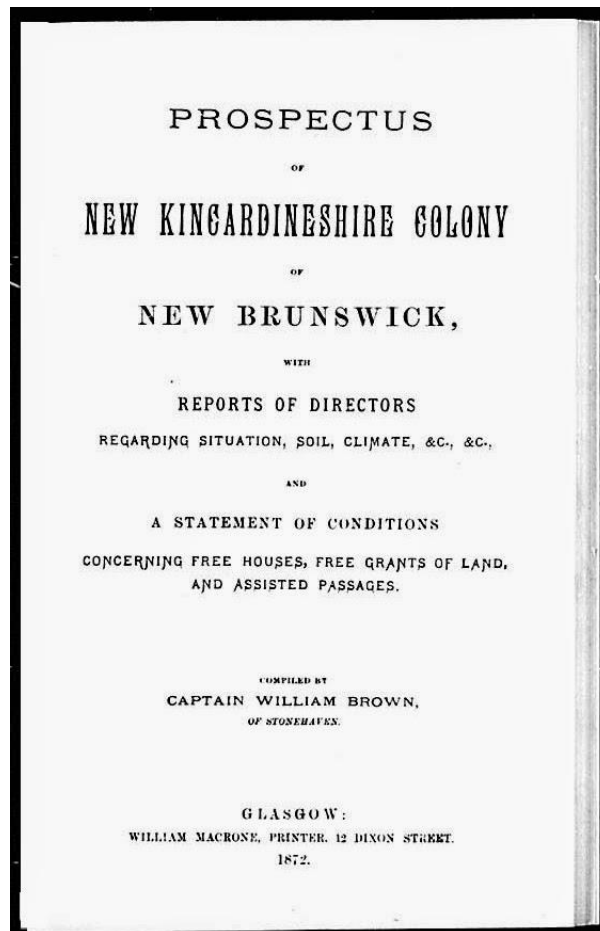 PROSPECTUS
OF
NEW KINCARDINESHIRE COLONY
OF
NEW BRUNSWICK,
WITH
REPORTS OF DIRECTORS
REGARDING SITUATION, SOIL, CLIMATE, &C., &C.,
AND
A STATEMENT OF CONDITIONS
CONCERNING FREE HOUSES, FREE GRANTS OF LAND,
AND ASSISTED PASSAGES.
COMPILED BY
CAPTAIN WILLIAM BROWN,
OF STONEHAVEN.
GLASGOW:
WILLIAM MACRONE, PRINTER, 12 DIXON STREET.
1872.